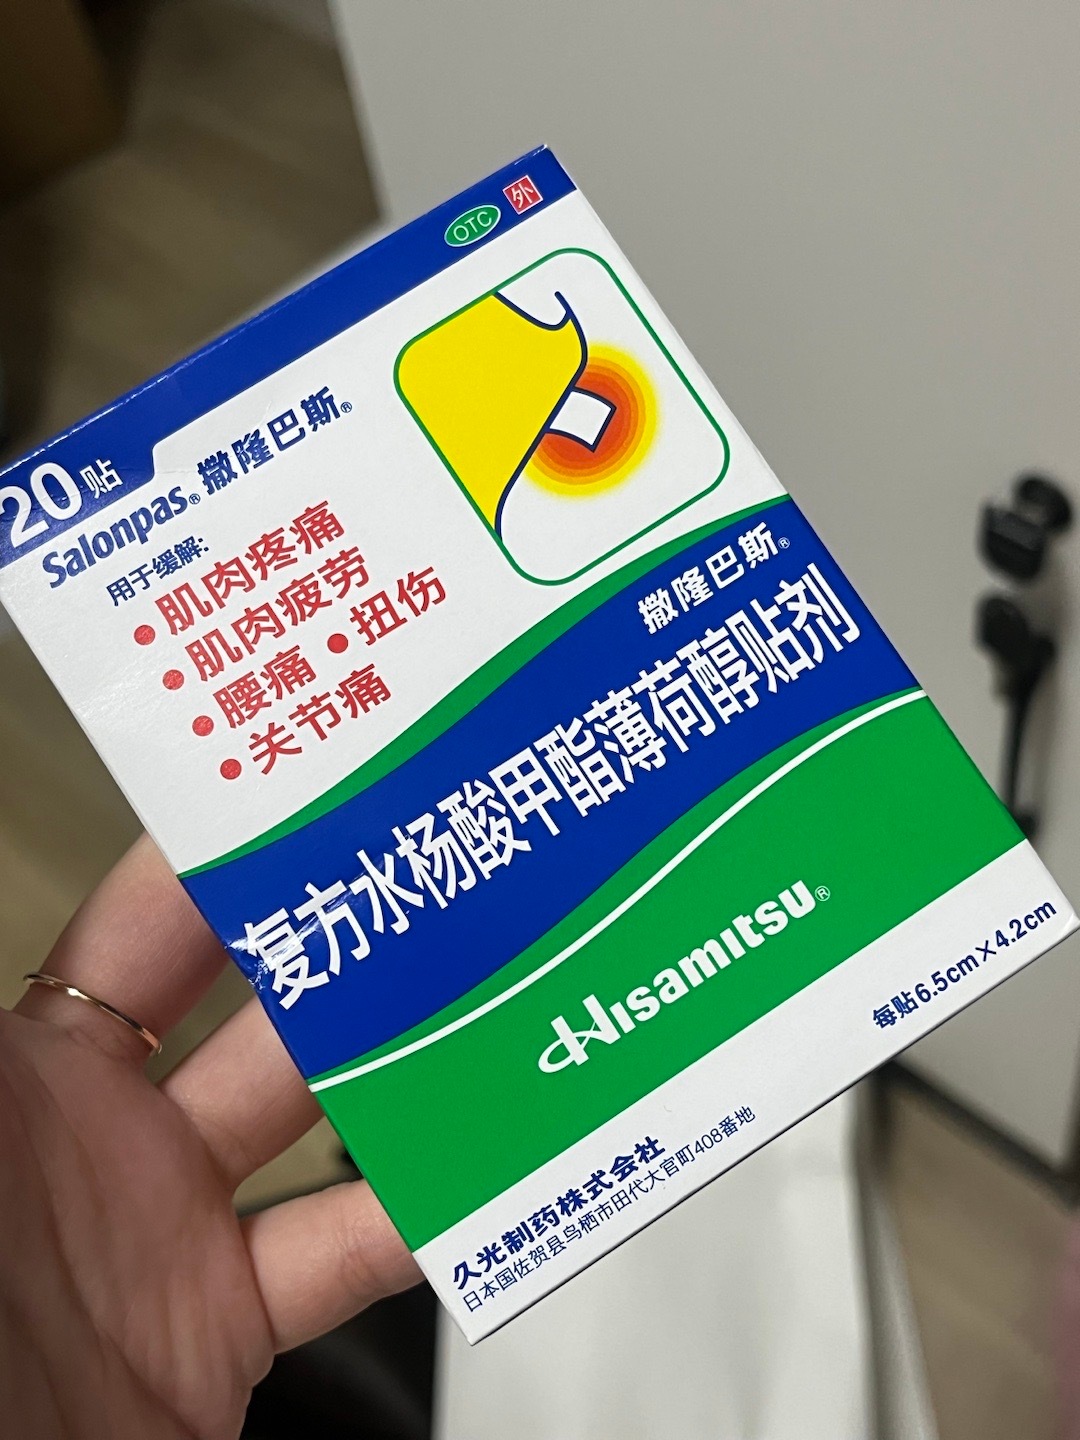 OTC 外
20贴
Salonpas® 撒隆巴斯®
用于缓解:
• 肌肉疼痛
• 肌肉疲劳
• 腰痛 • 扭伤
• 关节痛
撒隆巴斯®
复方水杨酸甲酯薄荷醇贴剂
Hisamitsu®
每贴6.5cm×4.2cm
久光制药株式会社
日本国佐贺县鸟栖市田代大官町408番地